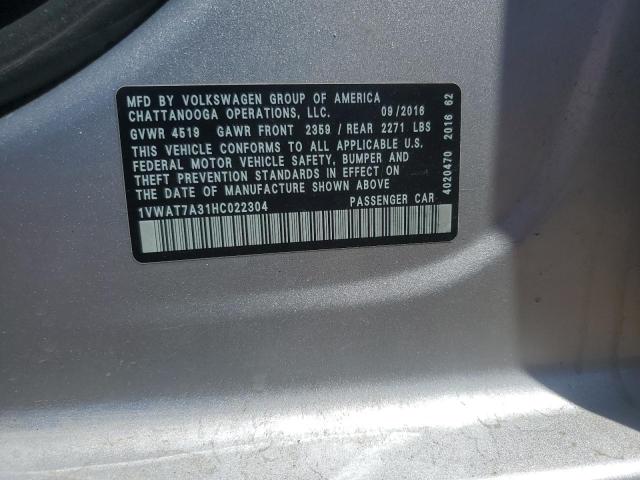 MFD BY VOLKSWAGEN GROUP OF AMERICA
CHATTANOOGA OPERATIONS, LLC. 09/2016
GVWR 4519 GAWR FRONT 2359 / REAR 2271 LBS
THIS VEHICLE CONFORMS TO ALL APPLICABLE U.S.
FEDERAL MOTOR VEHICLE SAFETY, BUMPER AND
THEFT PREVENTION STANDARDS IN EFFECT ON
THE DATE OF MANUFACTURE SHOWN ABOVE
1VWAT7A31HC022304 PASSENGER CAR
4020470 2016 62